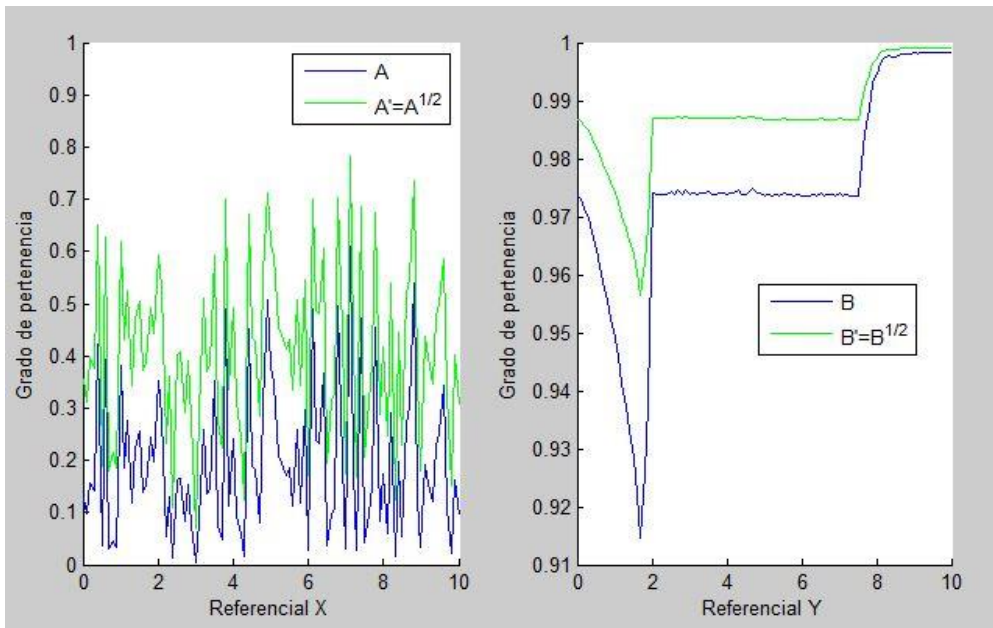 1
0.9
0.8
0.7
0.6
0.5
0.4
0.3
0.2
0.1
0
0 2 4 6 8 10
Grado de pertenencia
Referencial X
A
A'=A^1/2
1
0.99
0.98
0.97
0.96
0.95
0.94
0.93
0.92
0.91
0 2 4 6 8 10
Grado de pertenencia
Referencial Y
B
B'=B^1/2